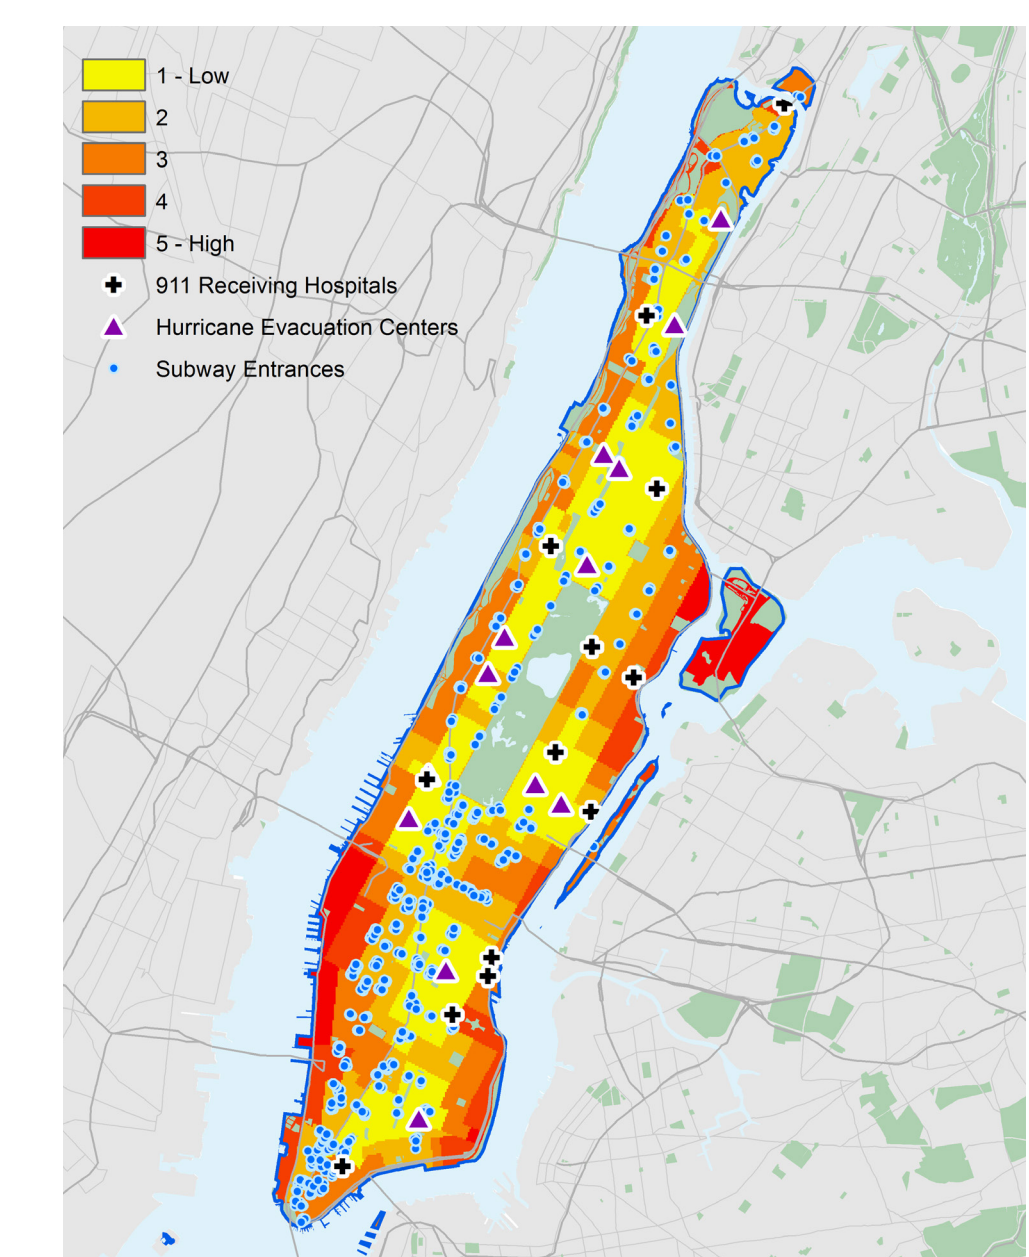 1 - Low
2
3
4
5 - High
911 Receiving Hospitals
Hurricane Evacuation Centers
Subway Entrances